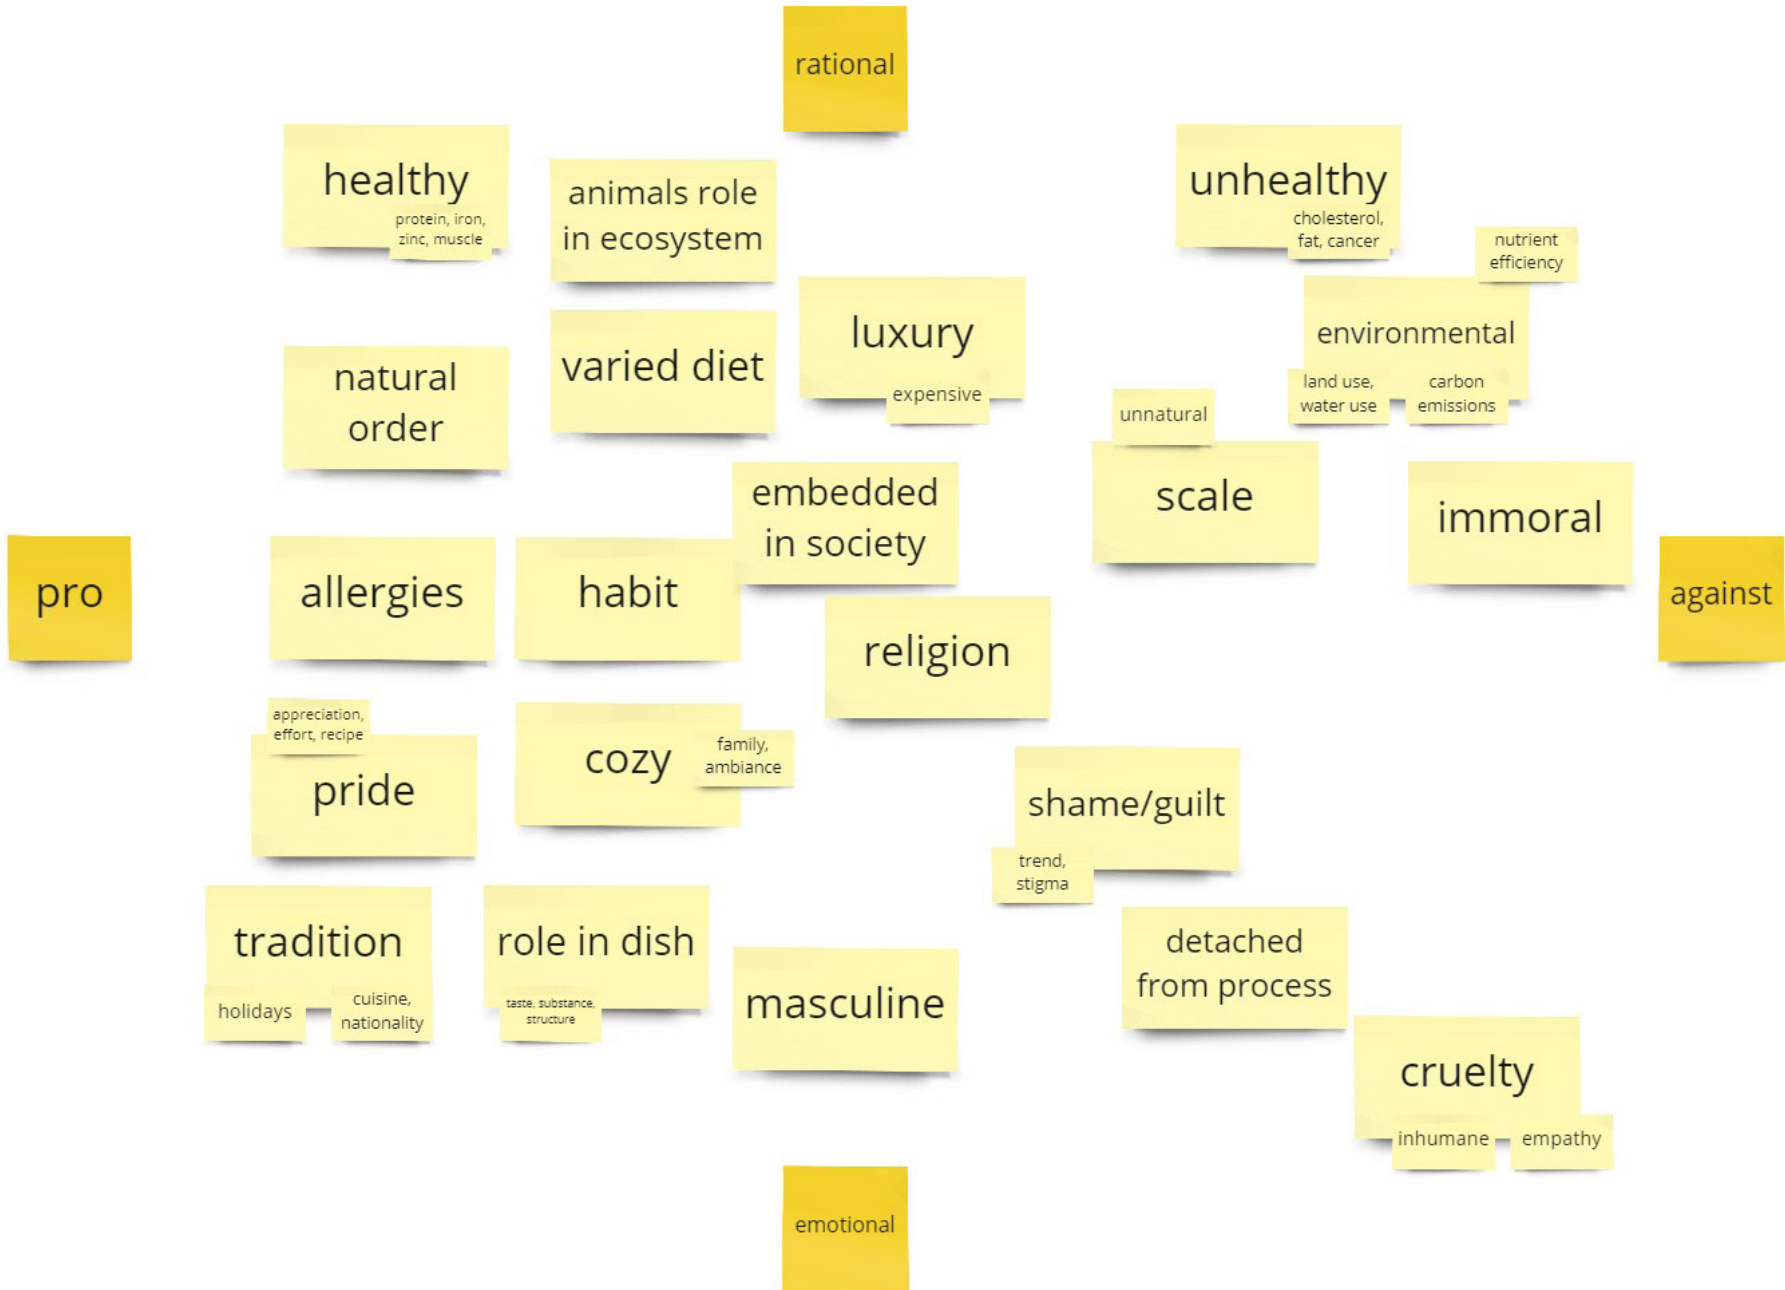 rational
healthy
protein, iron,
zinc, muscle
animals role
in ecosystem
unhealthy
cholesterol,
fat, cancer
nutrient
efficiency
luxury
expensive
environmental
land use,
water use
carbon
emissions
natural
order
varied diet
unnatural
scale
embedded
in society
immoral
pro
allergies
habit
religion
against
appreciation,
effort, recipe
pride
cozy
family,
ambiance
shame/guilt
trend,
stigma
tradition
holidays
cuisine,
nationality
role in dish
taste, substance,
structure
masculine
detached
from process
cruelty
inhumane
empathy
emotional